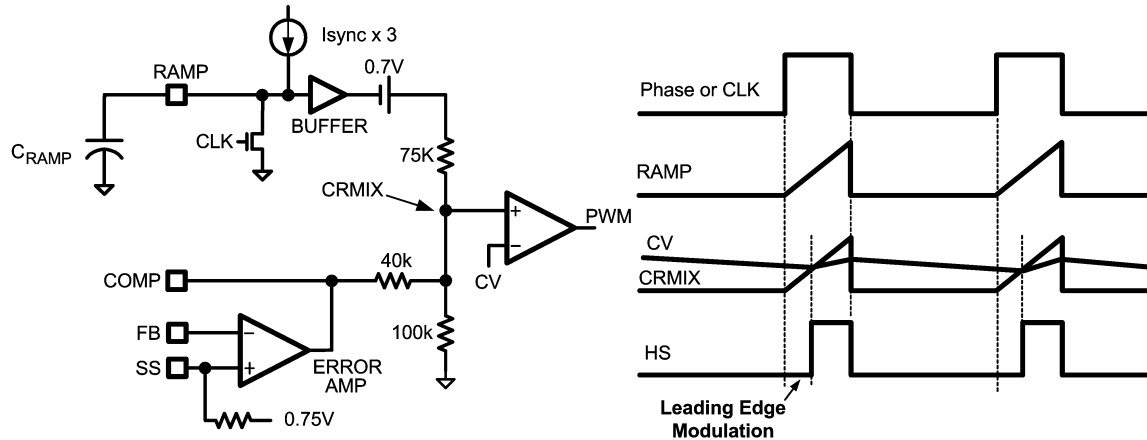 Isync x 3
RAMP
0.7V
BUFFER
CLK
CRAMP
75K
CRMIX
+
PWM
−
CV
40k
COMP
100k
FB
−
SS
+
ERROR
AMP
0.75V
Phase or CLK
RAMP
CV
CRMIX
HS
Leading Edge
Modulation